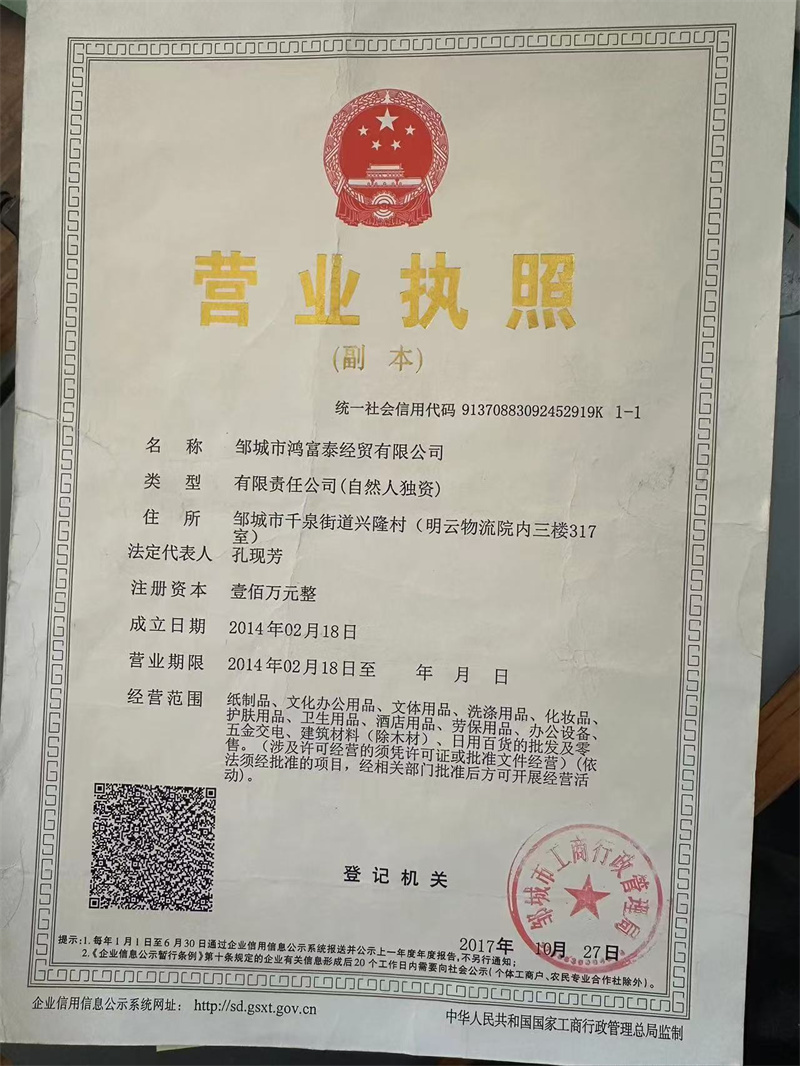 营业执照
(副 本)
统一社会信用代码 91370883092452919K 1-1
名 称 邹城市鸿富泰经贸有限公司
类 型 有限责任公司(自然人独资)
住 所 邹城市千泉街道兴隆村（明云物流院内三楼317
室）
法定代表人 孔现芳
注册资本 壹佰万元整
成立日期 2014年02月18日
营业期限 2014年02月18日至 年 月 日
经营范围 纸制品、文化办公用品、文体用品、洗涤用品、化妆品、
护肤用品、卫生用品、酒店用品、劳保用品、办公设备、
五金交电、建筑材料（除木材）、日用百货的批发及零
售。（涉及许可经营的须凭许可证或批准文件经营）(依
法须经批准的项目，经相关部门批准后方可开展经营活
动)。
登记机关
邹城市工商行政管理局
2017年 10月 27日
提示:1.每年1月1日至6月30日通过企业信用信息公示系统报送并公示上一年度年度报告,不另行通知;
2.《企业信息公示暂行条例》第十条规定的企业有关信息形成后20个工作日内需要向社会公示(个体工商户、农民专业合作社除外)。
企业信用信息公示系统网址： http://sd.gsxt.gov.cn
中华人民共和国国家工商行政管理总局监制